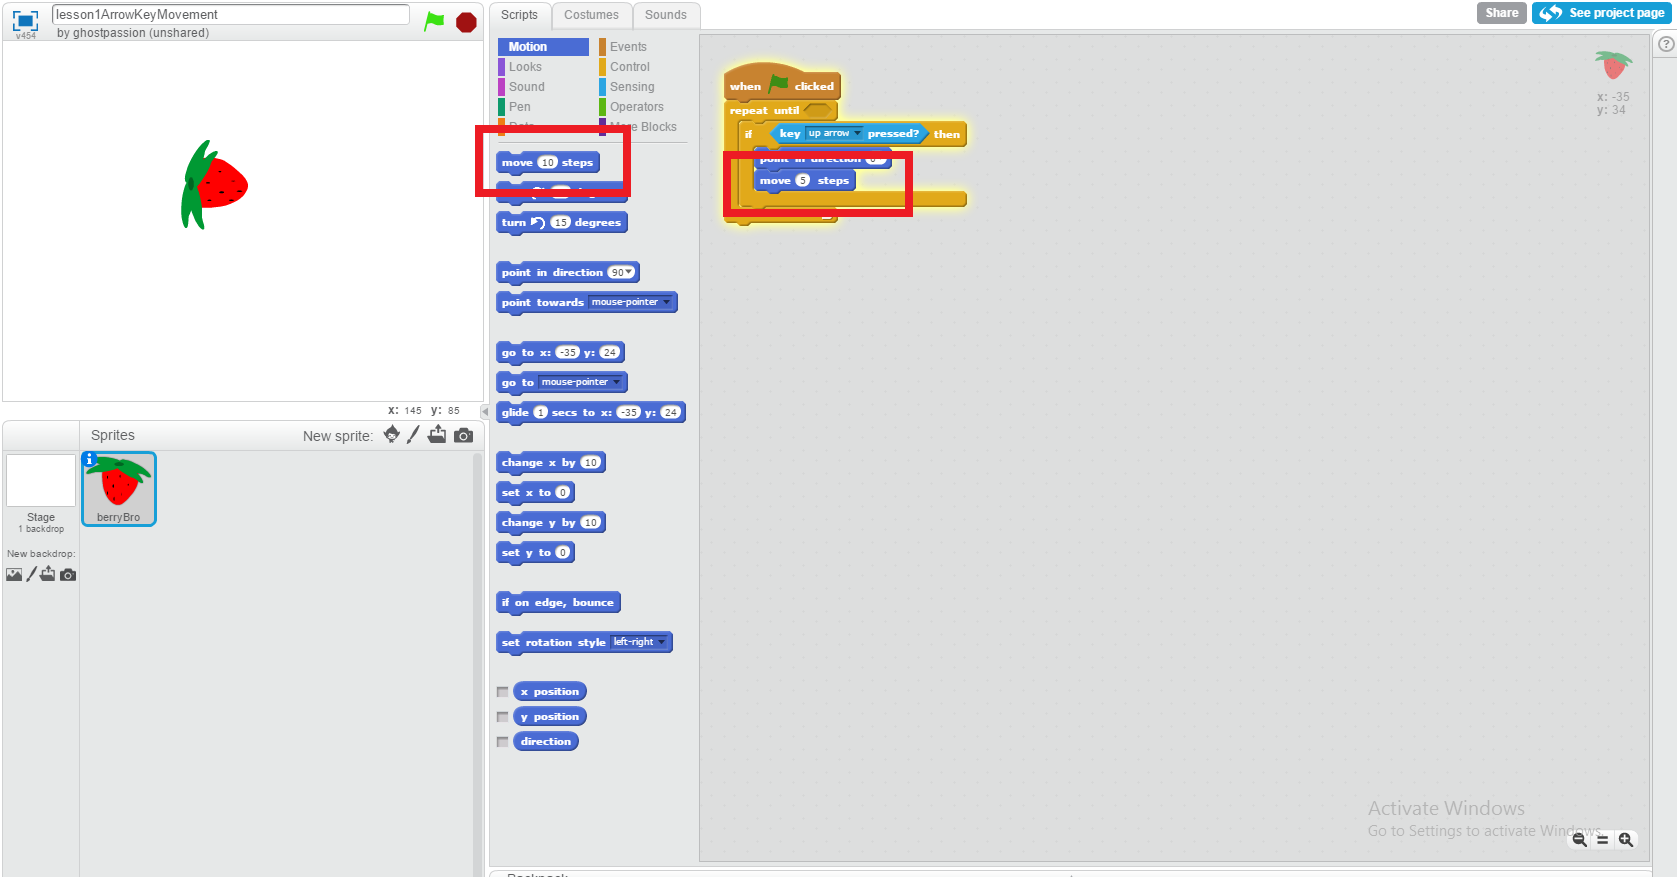 lesson1ArrowKeyMovement
by ghostpassion (unshared)
v454
Scripts
Costumes
Sounds
Share
See project page
?
Motion
Looks
Sound
Pen
Events
Control
Sensing
Operators
More Blocks
move 10 steps
turn 15 degrees
point in direction 90
point towards mouse-pointer
go to x: -35 y: 24
go to mouse-pointer
glide 1 secs to x: -35 y: 24
change x by 10
set x to 0
change y by 10
set y to 0
if on edge, bounce
set rotation style left-right
x position
y position
direction
when clicked
repeat until
if key up arrow pressed? then
point in direction
move 5 steps
x: -35
y: 34
x: 145 y: 85
Sprites
New sprite:
Stage
1 backdrop
New backdrop:
i
berryBro
Activate Windows
Go to Settings to activate Windows.